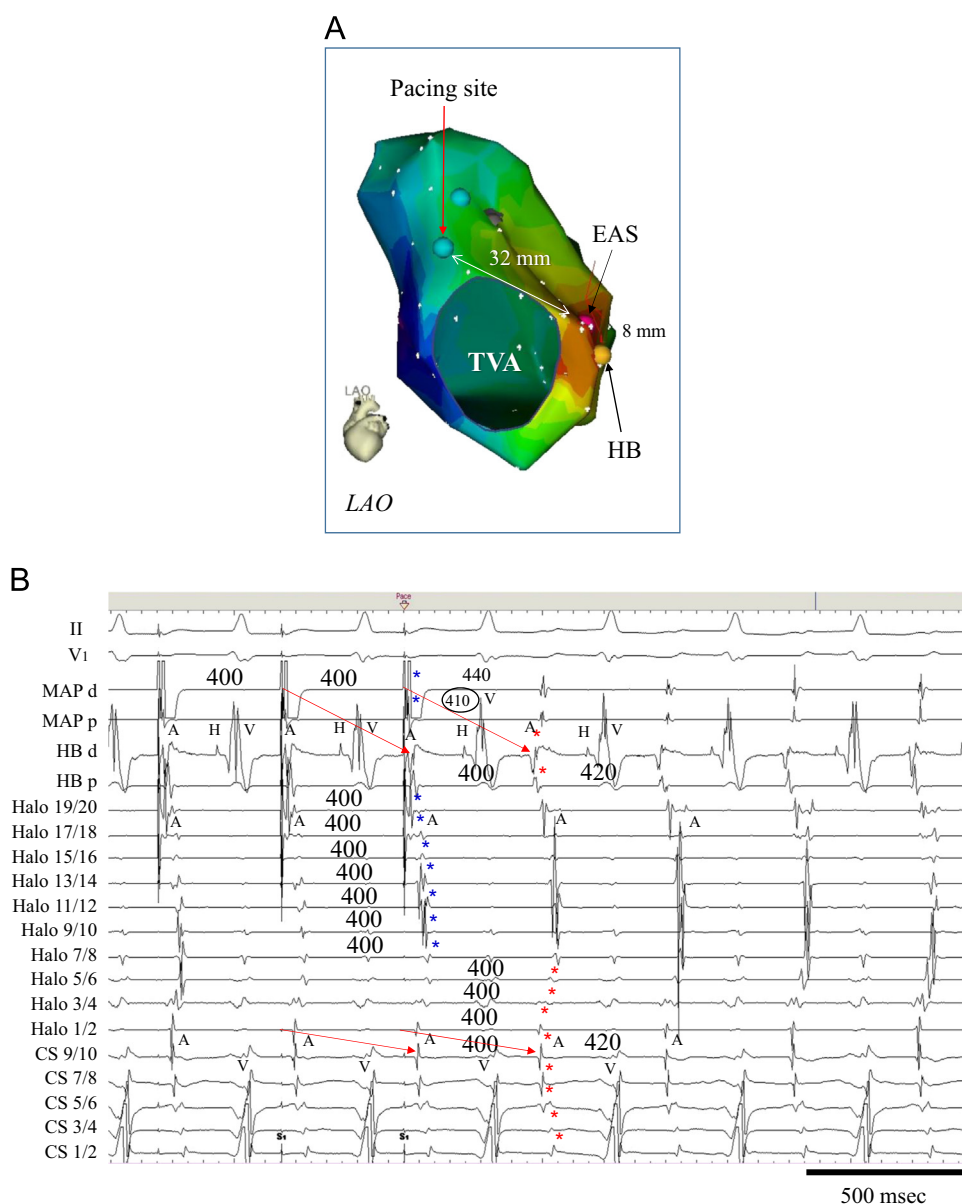 A
Pacing site
EAS
32 mm
8 mm
TVA
LAO
HB
LAO
B
Pace
II
V1
400 400 440
MAP d
410 V
MAP p
A H V A H V A H A * H V
HB d
400 420
HB p
400
Halo 19/20
A A A A A
400
Halo 17/18
400
Halo 15/16
400
Halo 13/14
400
Halo 11/12
400
Halo 9/10
400
Halo 7/8
400
Halo 5/6
400
Halo 3/4
400
Halo 1/2
A A A 400 A 420 A
CS 9/10
V V V V
CS 7/8
CS 5/6
CS 3/4
S1 S1
CS 1/2
500 msec